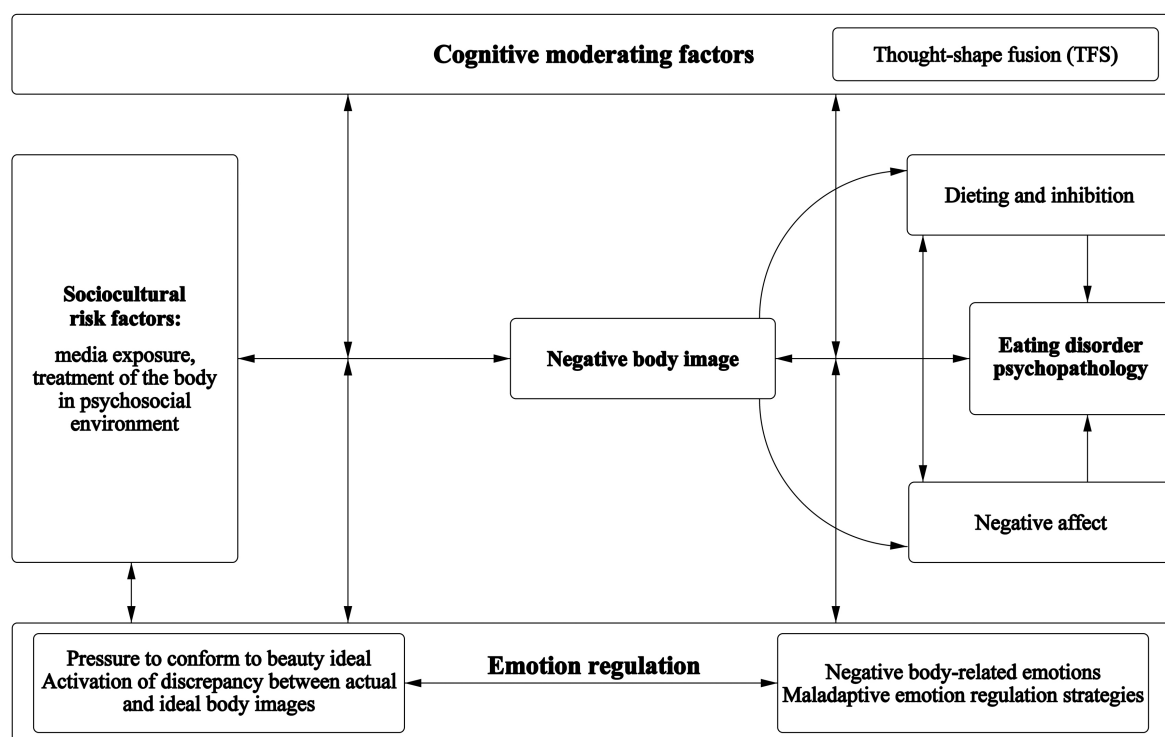 Cognitive moderating factors
Thought-shape fusion (TFS)
Sociocultural
risk factors:
media exposure,
treatment of the body
in psychosocial
environment
Negative body image
Dieting and inhibition
Eating disorder
psychopathology
Negative affect
Pressure to conform to beauty ideal
Activation of discrepancy between actual
and ideal body images
Emotion regulation
Negative body-related emotions
Maladaptive emotion regulation strategies